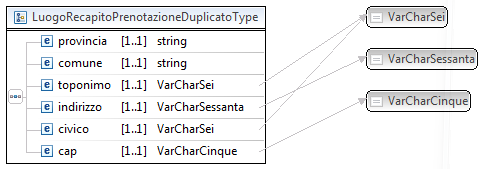 LuogoRecapitoPrenotazioneDuplicatoType
provincia [1..1] string
comune [1..1] string
toponimo [1..1] VarCharSei
indirizzo [1..1] VarCharSessanta
civico [1..1] VarCharSei
cap [1..1] VarCharCinque
VarCharSei
VarCharSessanta
VarCharCinque